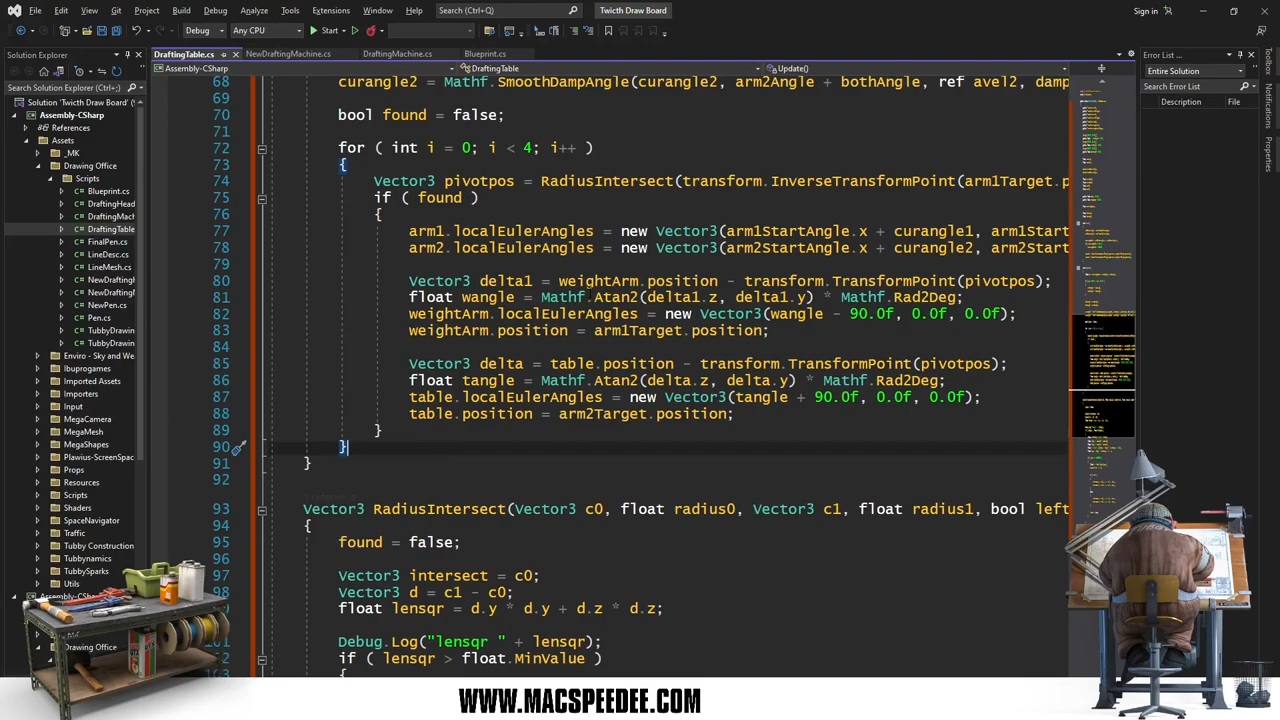 File Edit View Git Project Build Debug Test Analyze Tools Extensions Window Help Search (Ctrl+Q) Twicth Draw Board Sign in
Debug Any CPU Start
Solution Explorer
Search Solution Explorer (Ctrl+;)
Solution 'Twicth Draw Board'
Assembly-CSharp
References
Assets
_MK
Drawing Office
Scripts
Blueprint.cs
DraftingHead
DraftingMach
DraftingTable
FinalPen.cs
LineDesc.cs
LineMesh.cs
NewDrafting
NewDrafting
NewPen.cs
Pen.cs
TubbyDrawin
TubbyDrawin
Enviro - Sky and We
Ibuprogames
Imported Assets
Importers
Input
MegaCamera
MegaMesh
MegaShapes
Plawius-ScreenSpac
Props
Resources
Scripts
Shaders
SpaceNavigator
Traffic
Tubby Construction
Tubbynamics
TubbySparks
Utils
Drawing Office
DraftingTable.cs NewDraftingMachine.cs DraftingMachine.cs Blueprint.cs
Assembly-CSharp DraftingTable Update()
68 curangle2 = Mathf.SmoothDampAngle(curangle2, arm2Angle + bothAngle, ref avel2, damp
69
70 bool found = false;
71
72 for ( int i = 0; i < 4; i++ )
73 {
74 Vector3 pivotpos = RadiusIntersect(transform.InverseTransformPoint(arm1Target.p
75 if ( found )
76 {
77 arm1.localEulerAngles = new Vector3(arm1StartAngle.x + curangle1, arm1Start
78 arm2.localEulerAngles = new Vector3(arm2StartAngle.x + curangle2, arm2Start
79
80 Vector3 delta1 = weightArm.position - transform.TransformPoint(pivotpos);
81 float wangle = Mathf.Atan2(delta1.z, delta1.y) * Mathf.Rad2Deg;
82 weightArm.localEulerAngles = new Vector3(wangle - 90.0f, 0.0f, 0.0f);
83 weightArm.position = arm1Target.position;
84
85 Vector3 delta = table.position - transform.TransformPoint(pivotpos);
86 float tangle = Mathf.Atan2(delta.z, delta.y) * Mathf.Rad2Deg;
87 table.localEulerAngles = new Vector3(tangle + 90.0f, 0.0f, 0.0f);
88 table.position = arm2Target.position;
89 }
90 }
91 }
92
93 Vector3 RadiusIntersect(Vector3 c0, float radius0, Vector3 c1, float radius1, bool left
94 {
95 found = false;
96
97 Vector3 intersect = c0;
98 Vector3 d = c1 - c0;
99 float lensqr = d.y * d.y + d.z * d.z;
Debug.Log("lensqr " + lensqr);
if ( lensqr > float.MinValue )
{
Error List
Entire Solution
Search Error List
Description File
Toolbox
Notifications
Properties
WWW.MACSPEEDEE.COM